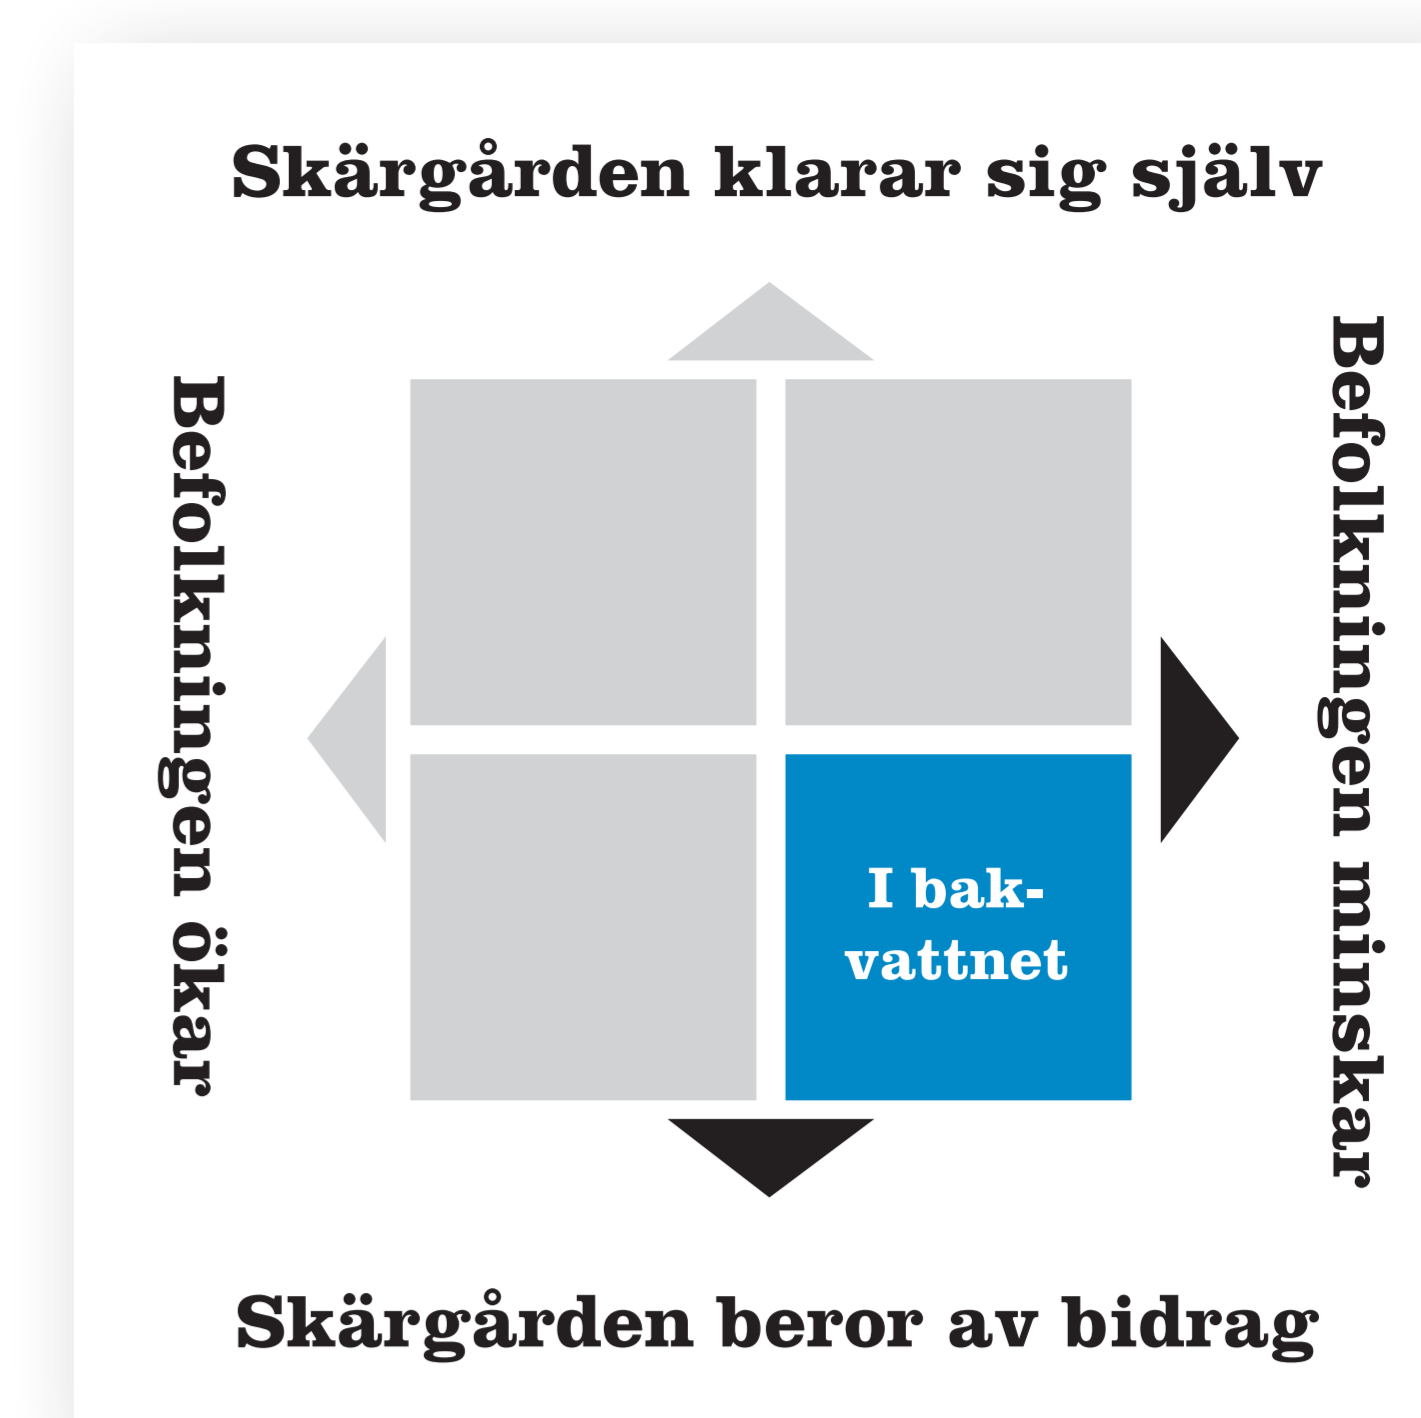 Skärgården klarar sig själv
Befolkningen ökar
Befolkningen minskar
I bak-
vattnet
Skärgården beror av bidrag